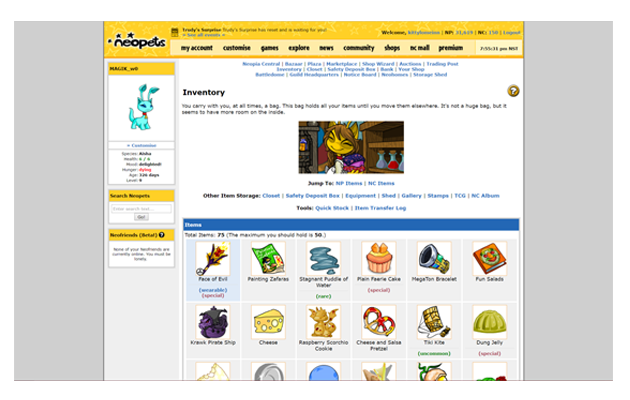 neopets
Trudy's Surprise Trudy's Surprise has reset and is waiting for you!
» See all events «
Welcome, | NP: | NC: 150 | Logout
my account customise games explore news community shops nc mall premium 7:55:31 pm NST
MAGIK_will
» Customise
Species: Aisha
Health: 6 / 6
Mood: delighted!
Hunger: dying
Age: 326 days
Level: 0
Search Neopets
Enter search text...
Go!
Neofriends (Beta!)
None of your Neofriends are
currently online. You must be
lonely.
Neopia Central | Bazaar | Plaza | Marketplace | Shop Wizard | Auctions | Trading Post
Inventory | Closet | Safety Deposit Box | Bank | Your Shop
Battledome | Guild Headquarters | Notice Board | Neohomes | Storage Shed
Inventory
You carry with you, at all times, a bag. This bag holds all your items until you move them elsewhere. It's not a huge bag, but it
seems to have more room on the inside.
Jump To: NP Items | NC Items
Other Item Storage: Closet | Safety Deposit Box | Equipment | Shed | Gallery | Stamps | TCG | NC Album
Tools: Quick Stock | Item Transfer Log
Items
Total Items: 75 (The maximum you should hold is 50.)
Face of Evil
(wearable)
(special)
Painting Zafaras
Stagnant Puddle of
Water
(rare)
Plain Faerie Cake
(special)
MegaTon Bracelet
Fun Salads
Krawk Pirate Ship
Cheese
Raspberry Scorchio
Cookie
Cheese and Salsa
Pretzel
Tiki Kite
(uncommon)
Dung Jelly
(special)